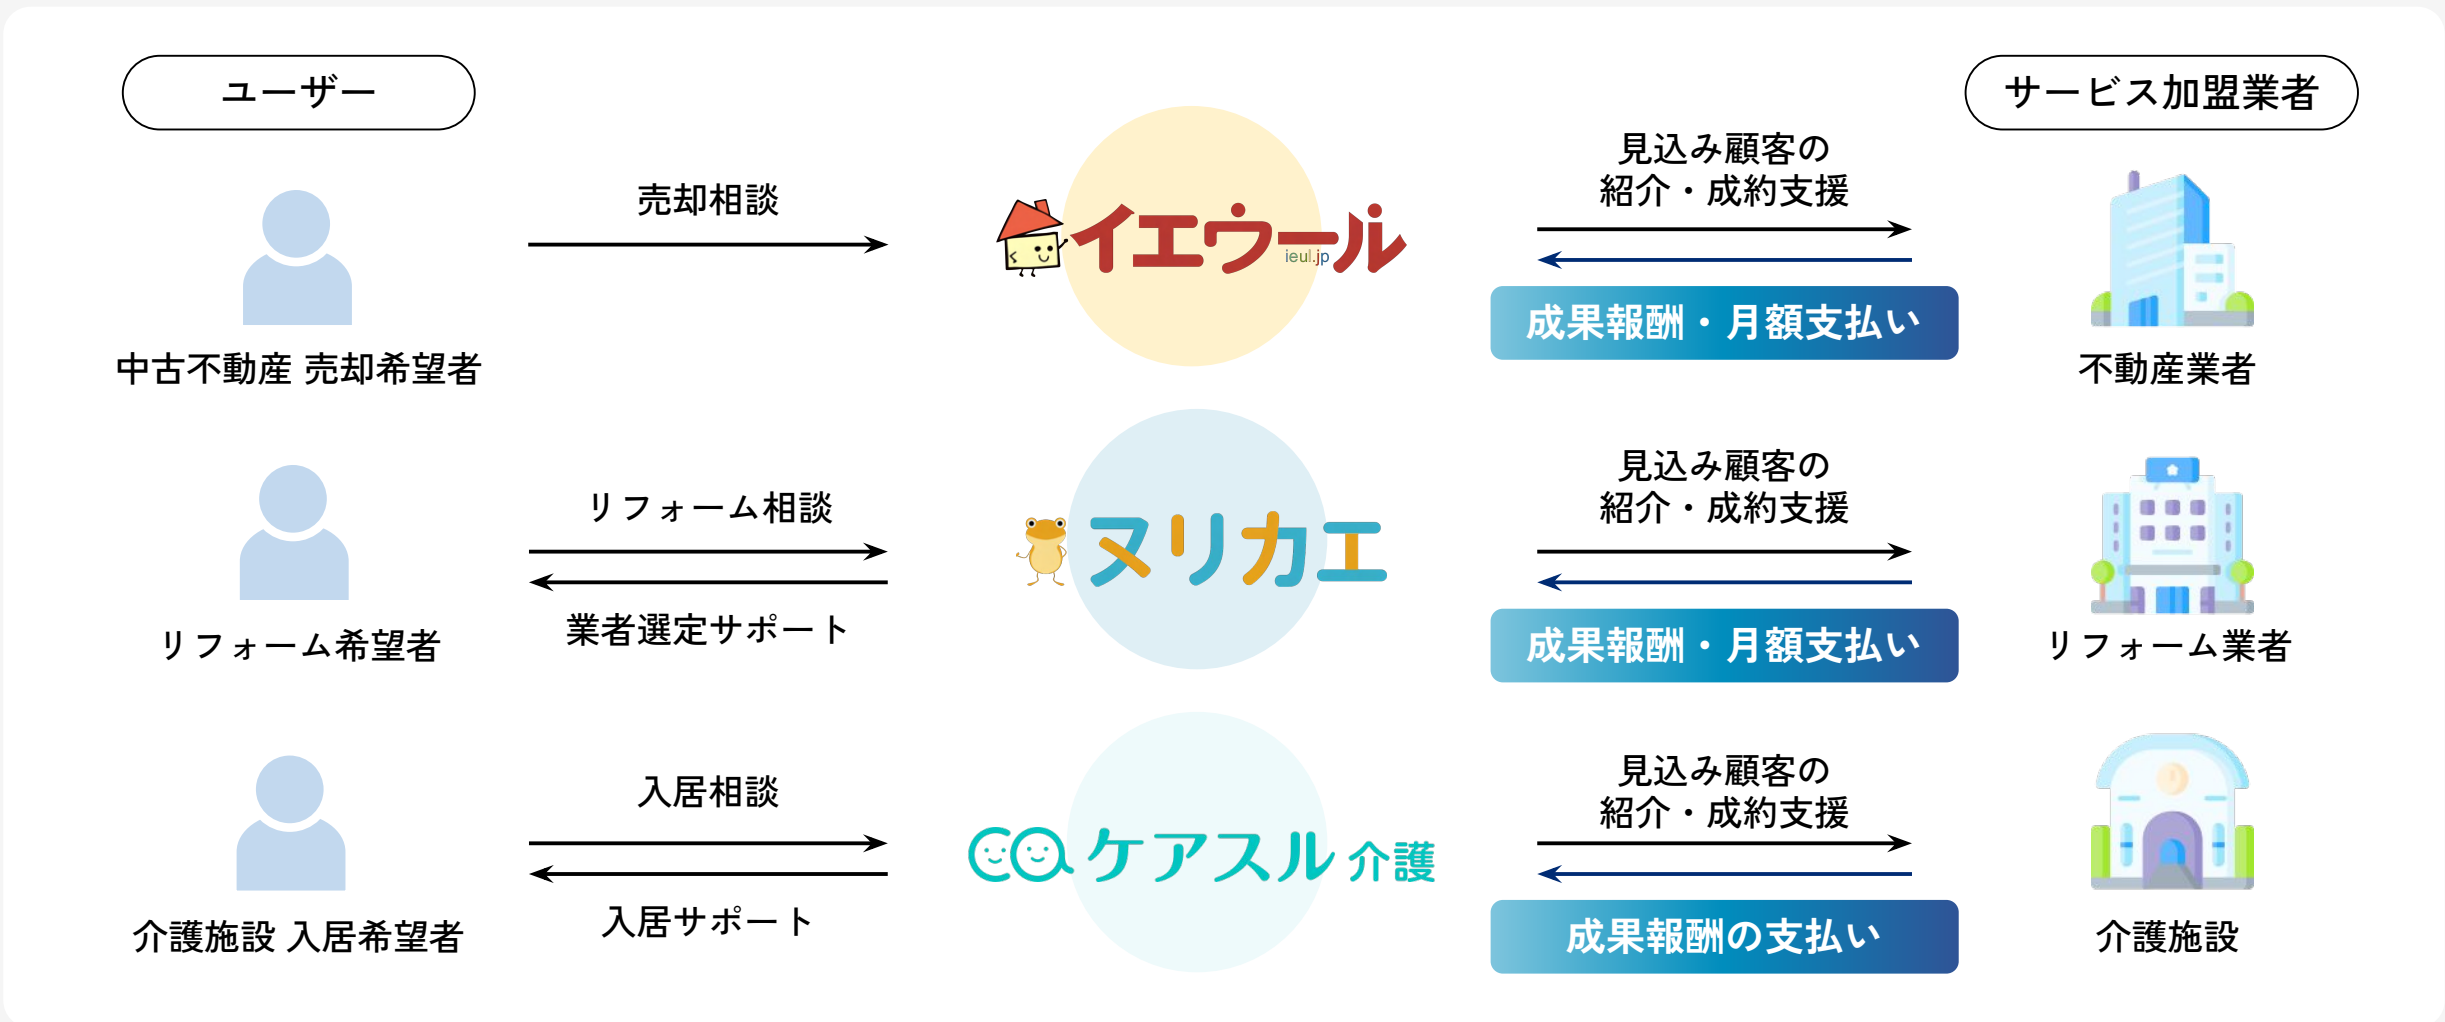 ユーザー
サービス加盟業者
中古不動産 売却希望者
売却相談
イエウール
ieul.jp
見込み顧客の
紹介・成約支援
成果報酬・月額支払い
不動産業者
リフォーム希望者
リフォーム相談
業者選定サポート
ヌリカエ
見込み顧客の
紹介・成約支援
成果報酬・月額支払い
リフォーム業者
介護施設 入居希望者
入居相談
入居サポート
ケアスル 介護
見込み顧客の
紹介・成約支援
成果報酬の支払い
介護施設